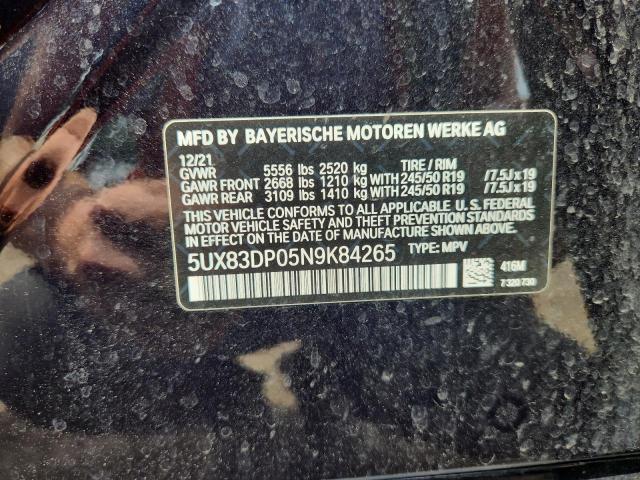 MFD BY BAYERISCHE MOTOREN WERKE AG
12/21
GVWR 5556 lbs 2520 kg TIRE / RIM
GAWR FRONT 2668 lbs 1210 kg WITH 245/50 R19 /7.5J x 19
GAWR REAR 3109 lbs 1410 kg WITH 245/50 R19 /7.5J x 19
THIS VEHICLE CONFORMS TO ALL APPLICABLE U. S. FEDERAL
MOTOR VEHICLE SAFETY AND THEFT PREVENTION STANDARDS
IN EFFECT ON THE DATE OF MANUFACTURE SHOWN ABOVE.
5UX83DP05N9K84265 TYPE: MPV
416M
7 320 730